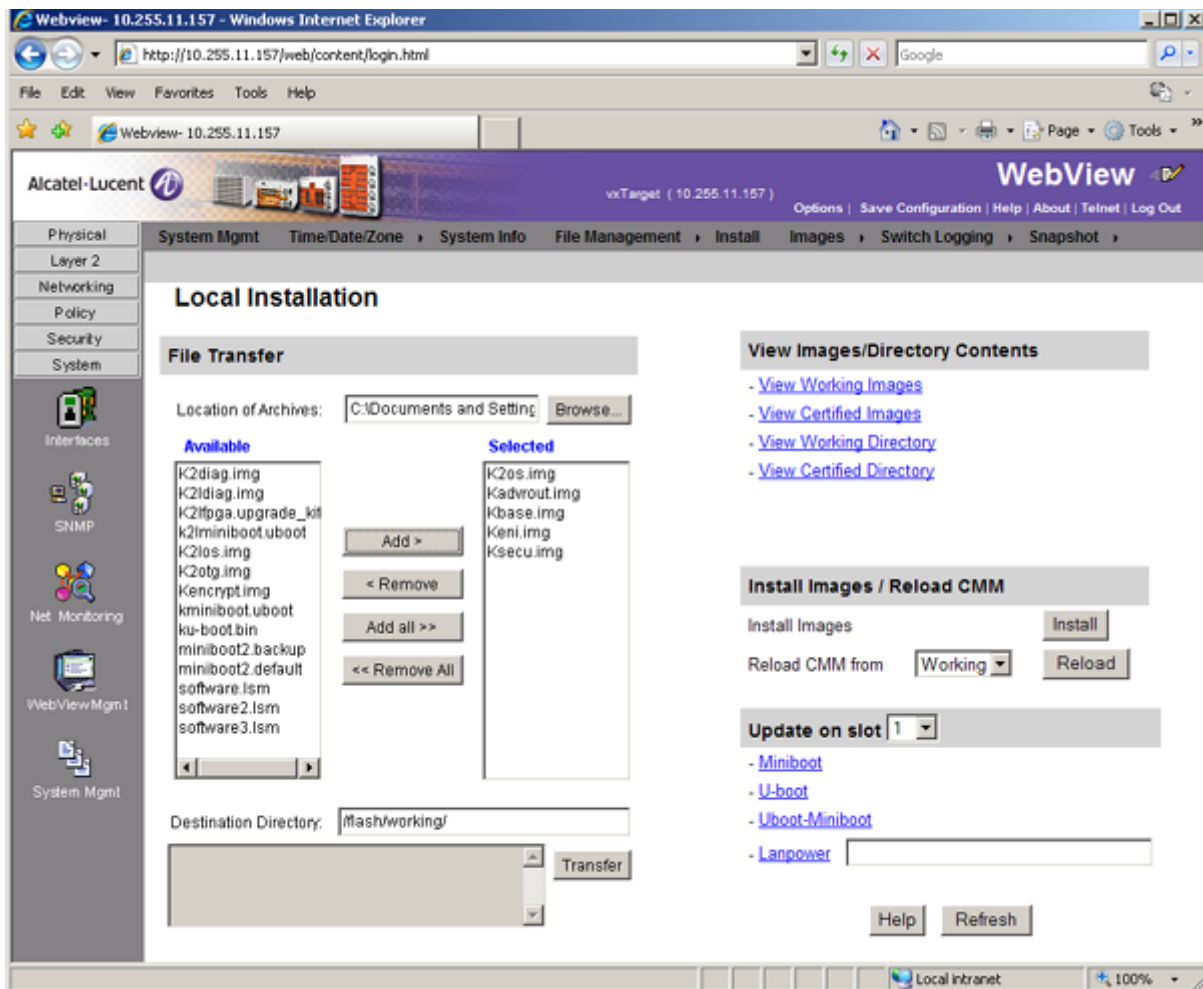 Webview- 10.255.11.157 - Windows Internet Explorer
http://10.255.11.157/web/content/login.html
Google
File Edit View Favorites Tools Help
Webview- 10.255.11.157
Page Tools
Alcatel·Lucent
vxTarget ( 10.255.11.157 )
WebView
Options | Save Configuration | Help | About | Telnet | Log Out
Physical
Layer 2
Networking
Policy
Security
System
Interfaces
SNMP
Net Monitoring
WebViewMgmt
System Mgmt
System Mgmt Time/Date/Zone System Info File Management Install Images Switch Logging Snapshot
Local Installation
File Transfer
Location of Archives: C:\Documents and Setting Browse...
Available
K2diag.img
K2ldiag.img
K2lfpga.upgrade_kit
k2lminiboot.uboot
K2los.img
K2otg.img
Kencrypt.img
kminiboot.uboot
ku-boot.bin
miniboot2.backup
miniboot2.default
software.lsm
software2.lsm
software3.lsm
Add >
< Remove
Add all >>
<< Remove All
Selected
K2os.img
Kadvrout.img
Kbase.img
Keni.img
Ksecu.img
Destination Directory: /flash/working/
Transfer
View Images/Directory Contents
- View Working Images
- View Certified Images
- View Working Directory
- View Certified Directory
Install Images / Reload CMM
Install Images Install
Reload CMM from Working Reload
Update on slot 1
- Miniboot
- U-boot
- Uboot-Miniboot
- Lanpower
Help Refresh
Local intranet 100%